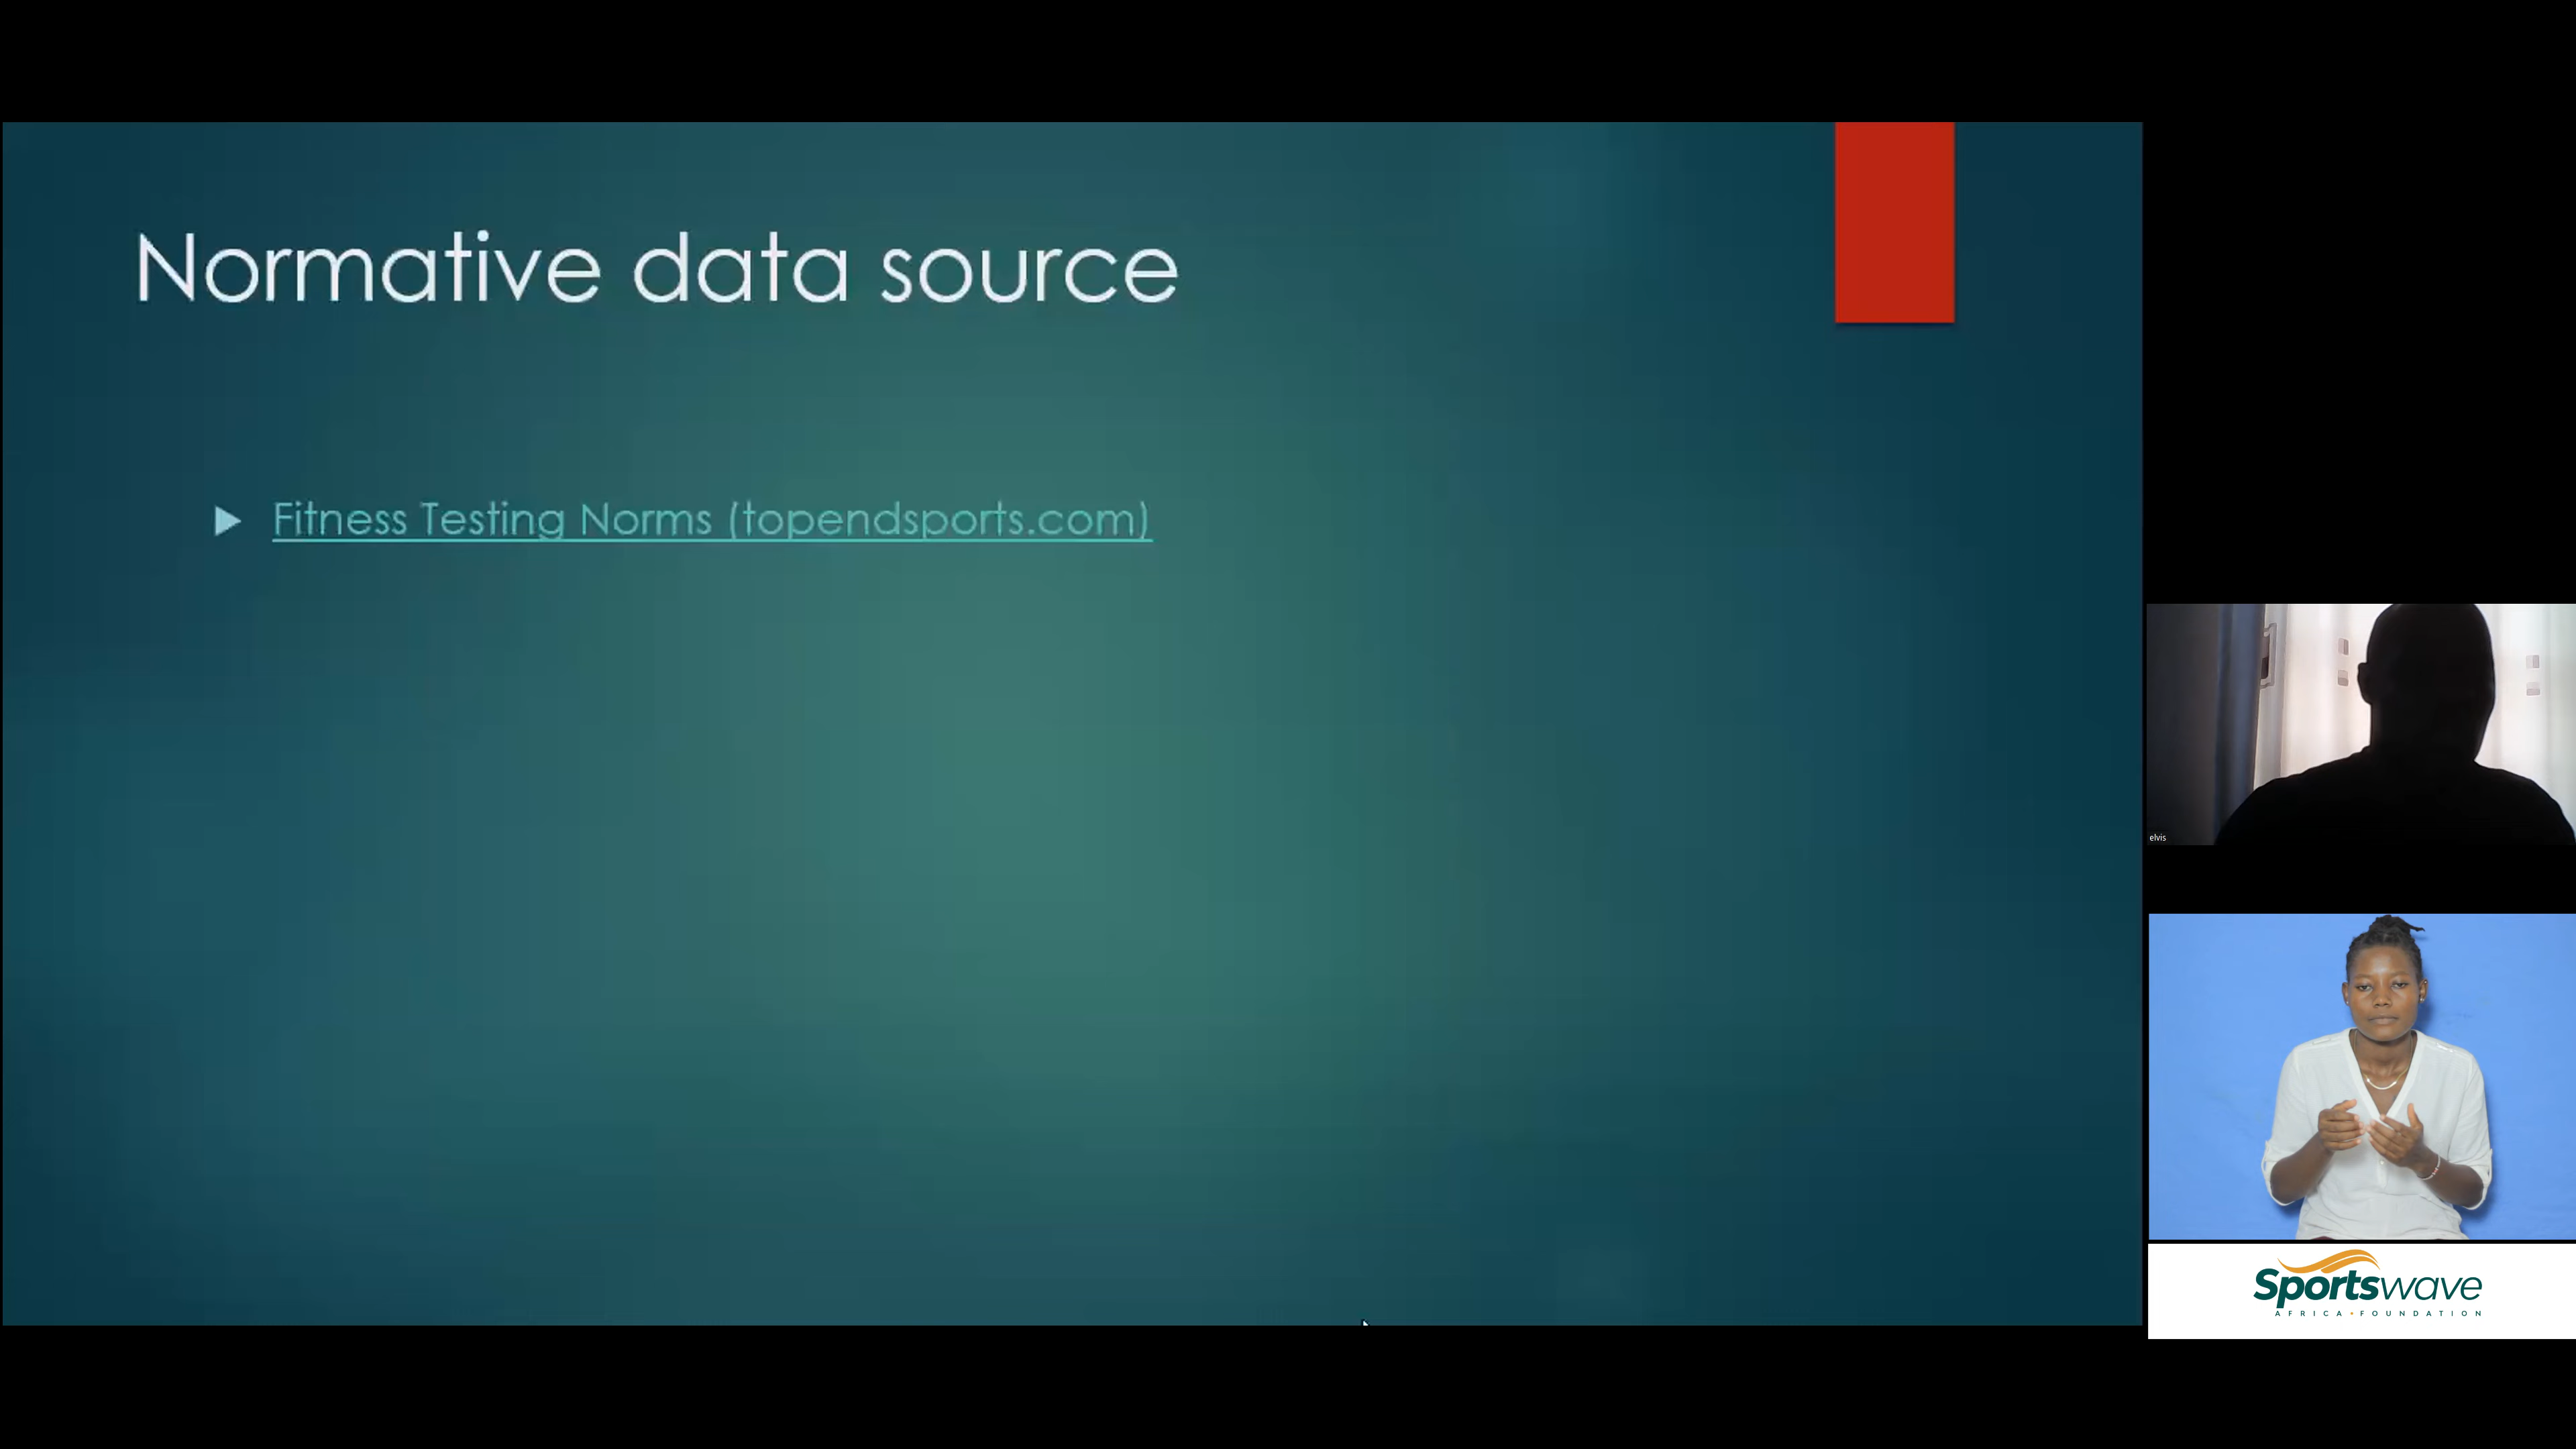 Normative data source
Fitness Testing Norms (topendsports.com)
elvis
Sportswave
AFRICA • FOUNDATION